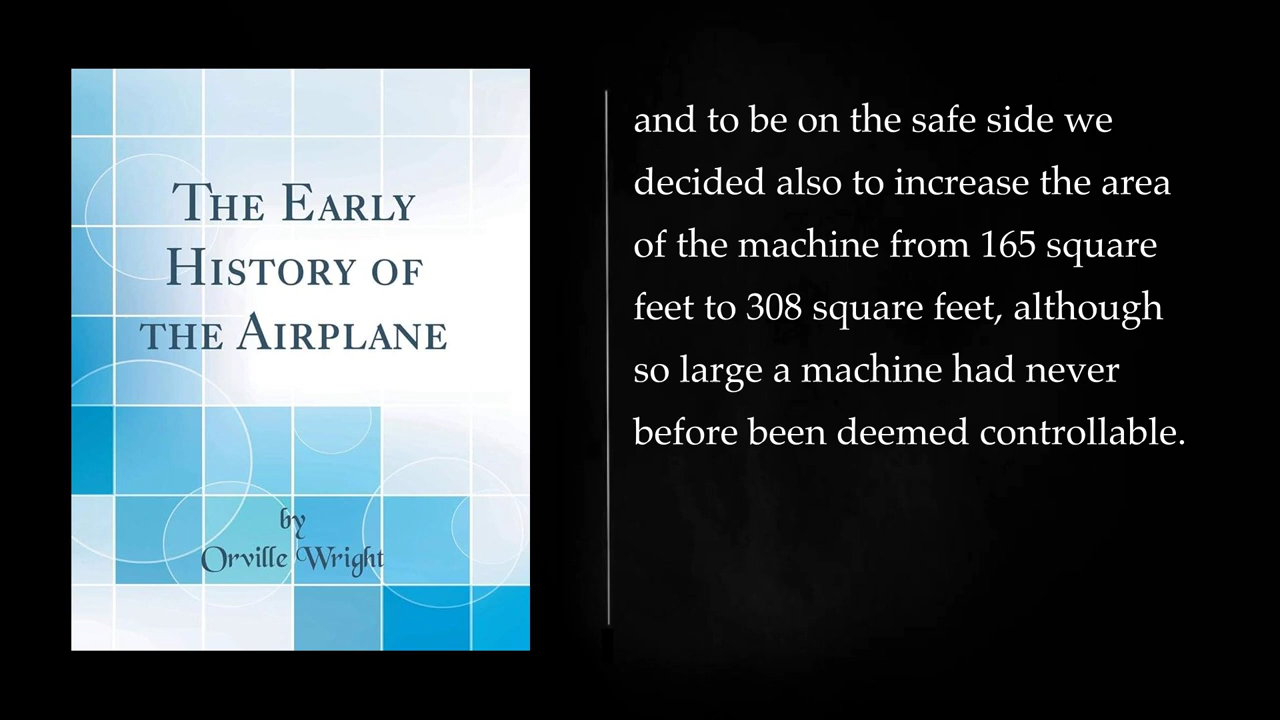 The Early
History of
the Airplane
by
Orville Wright
and to be on the safe side we
decided also to increase the area
of the machine from 165 square
feet to 308 square feet, although
so large a machine had never
before been deemed controllable.